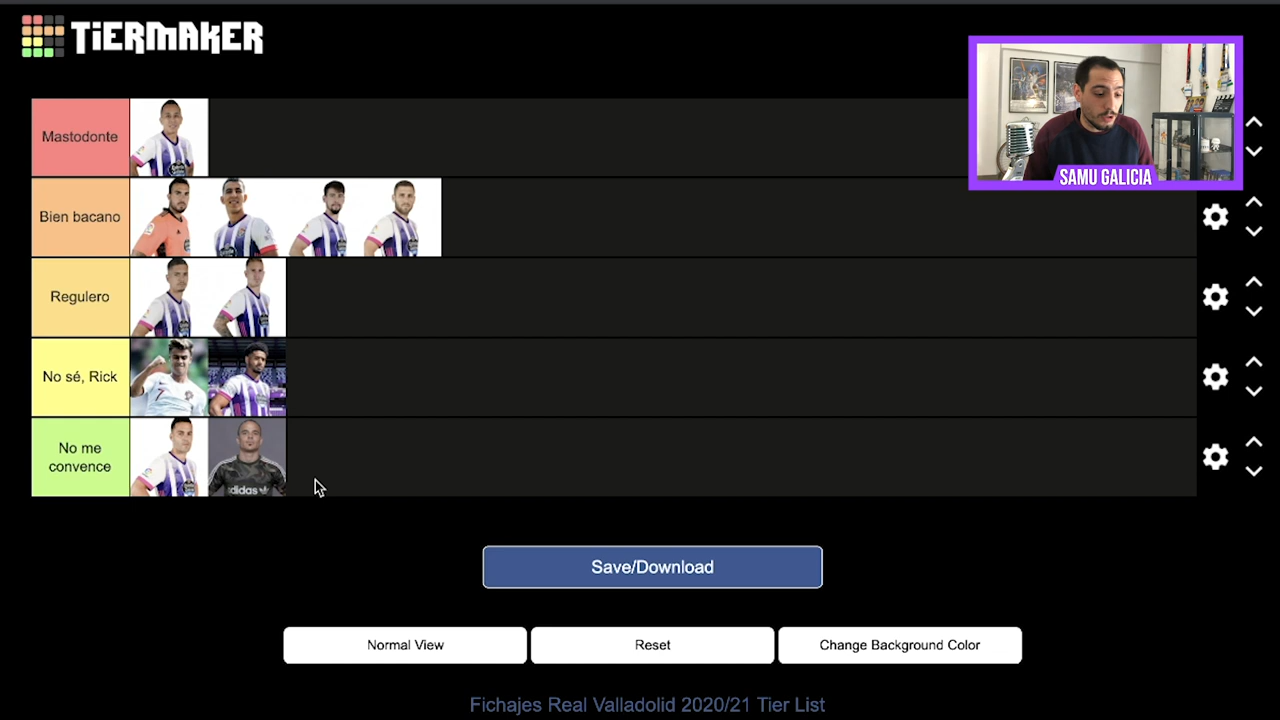 TiERMAKER
SAMU GALICIA
Mastodonte
Bien bacano
Regulero
No sé, Rick
No me
convence
adidas
Save/Download
Normal View
Reset
Change Background Color
Fichajes Real Valladolid 2020/21 Tier List